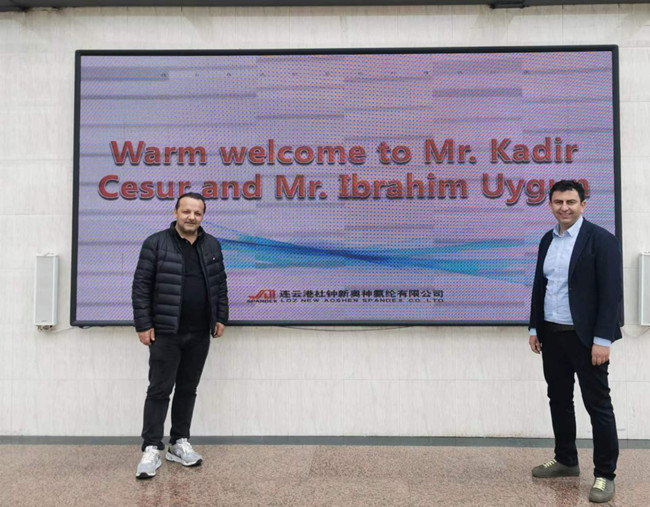 Warm welcome to Mr. Kadir
Cesur and Mr. Ibrahim Uygun
连云港杜钟新奥神氨纶有限公司
SPANDEX LDZ NEW AOSHEN SPANDEX CO. LTD